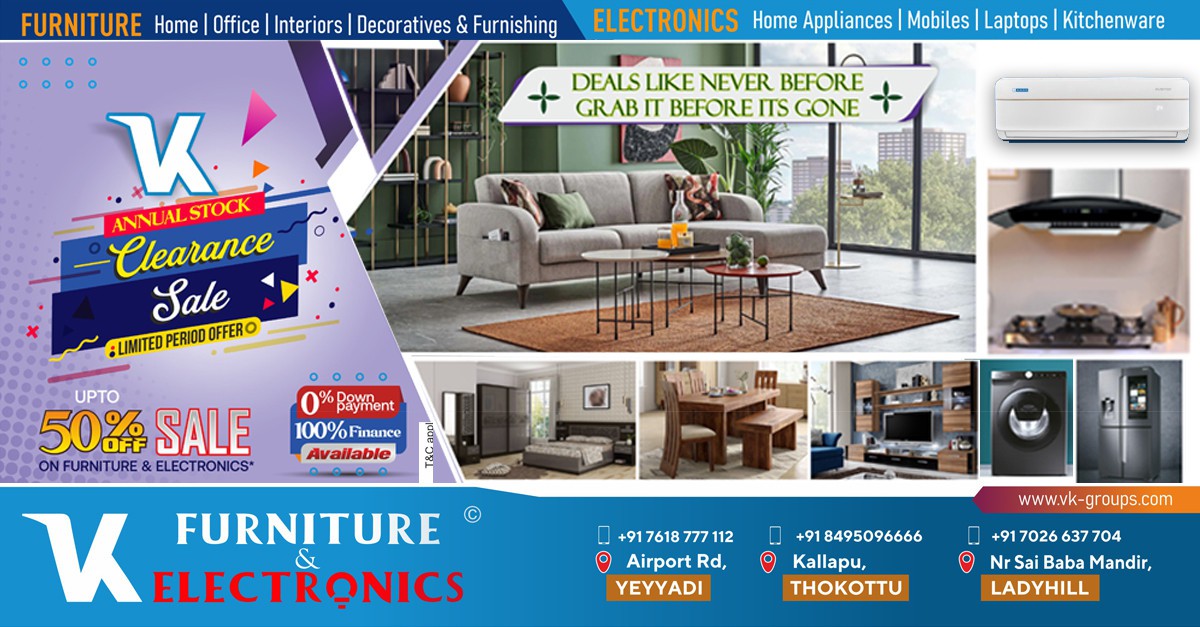 FURNITURE Home | Office | Interiors | Decoratives & Furnishing
ELECTRONICS Home Appliances | Mobiles | Laptops | Kitchenware
VK
ANNUAL STOCK
Clearance
Sale
LIMITED PERIOD OFFER
UPTO
50% OFF SALE
ON FURNITURE & ELECTRONICS*
0% Down payment
100% Finance
Available
T&C appl
DEALS LIKE NEVER BEFORE
GRAB IT BEFORE ITS GONE
www.vk-groups.com
VK
FURNITURE ©
&
ELECTRONICS
+91 7618 777 112
Airport Rd,
YEYYADI
+91 8495096666
Kallapu,
THOKOTTU
+91 7026 637 704
Nr Sai Baba Mandir,
LADYHILL